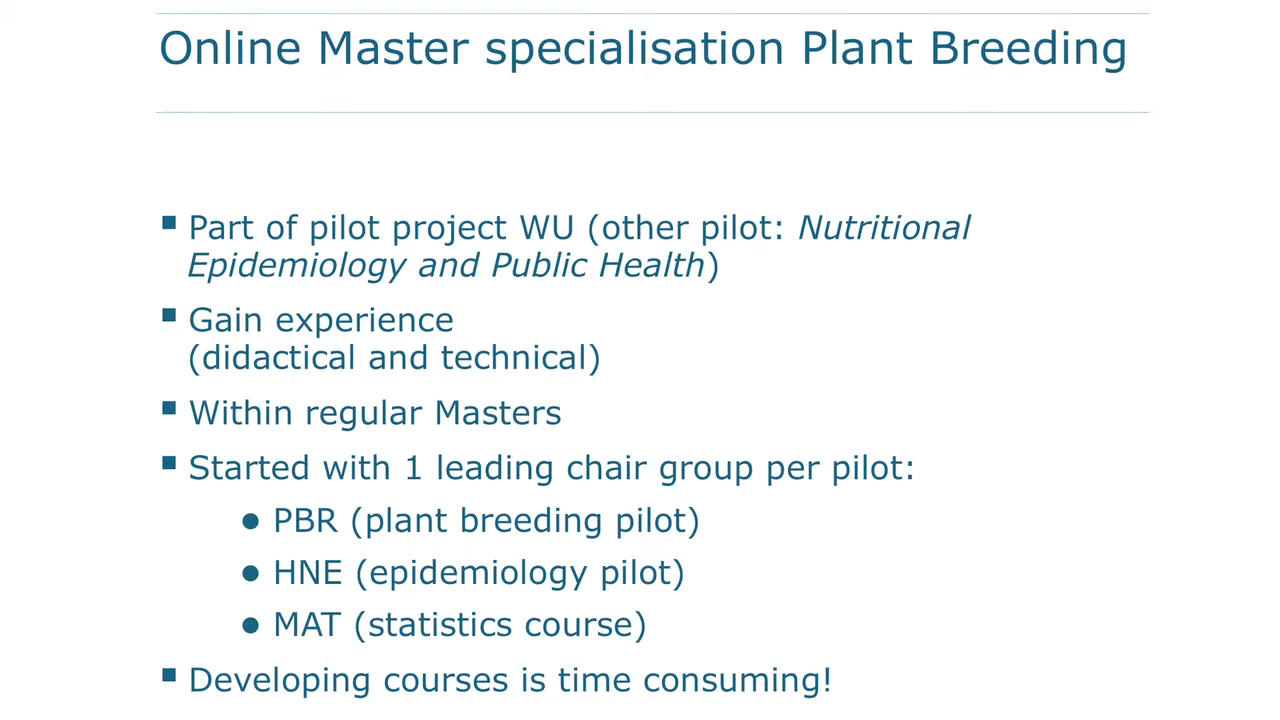 Online Master specialisation Plant Breeding
▪ Part of pilot project WU (other pilot: Nutritional
Epidemiology and Public Health)
▪ Gain experience
(didactical and technical)
▪ Within regular Masters
▪ Started with 1 leading chair group per pilot:
● PBR (plant breeding pilot)
● HNE (epidemiology pilot)
● MAT (statistics course)
▪ Developing courses is time consuming!